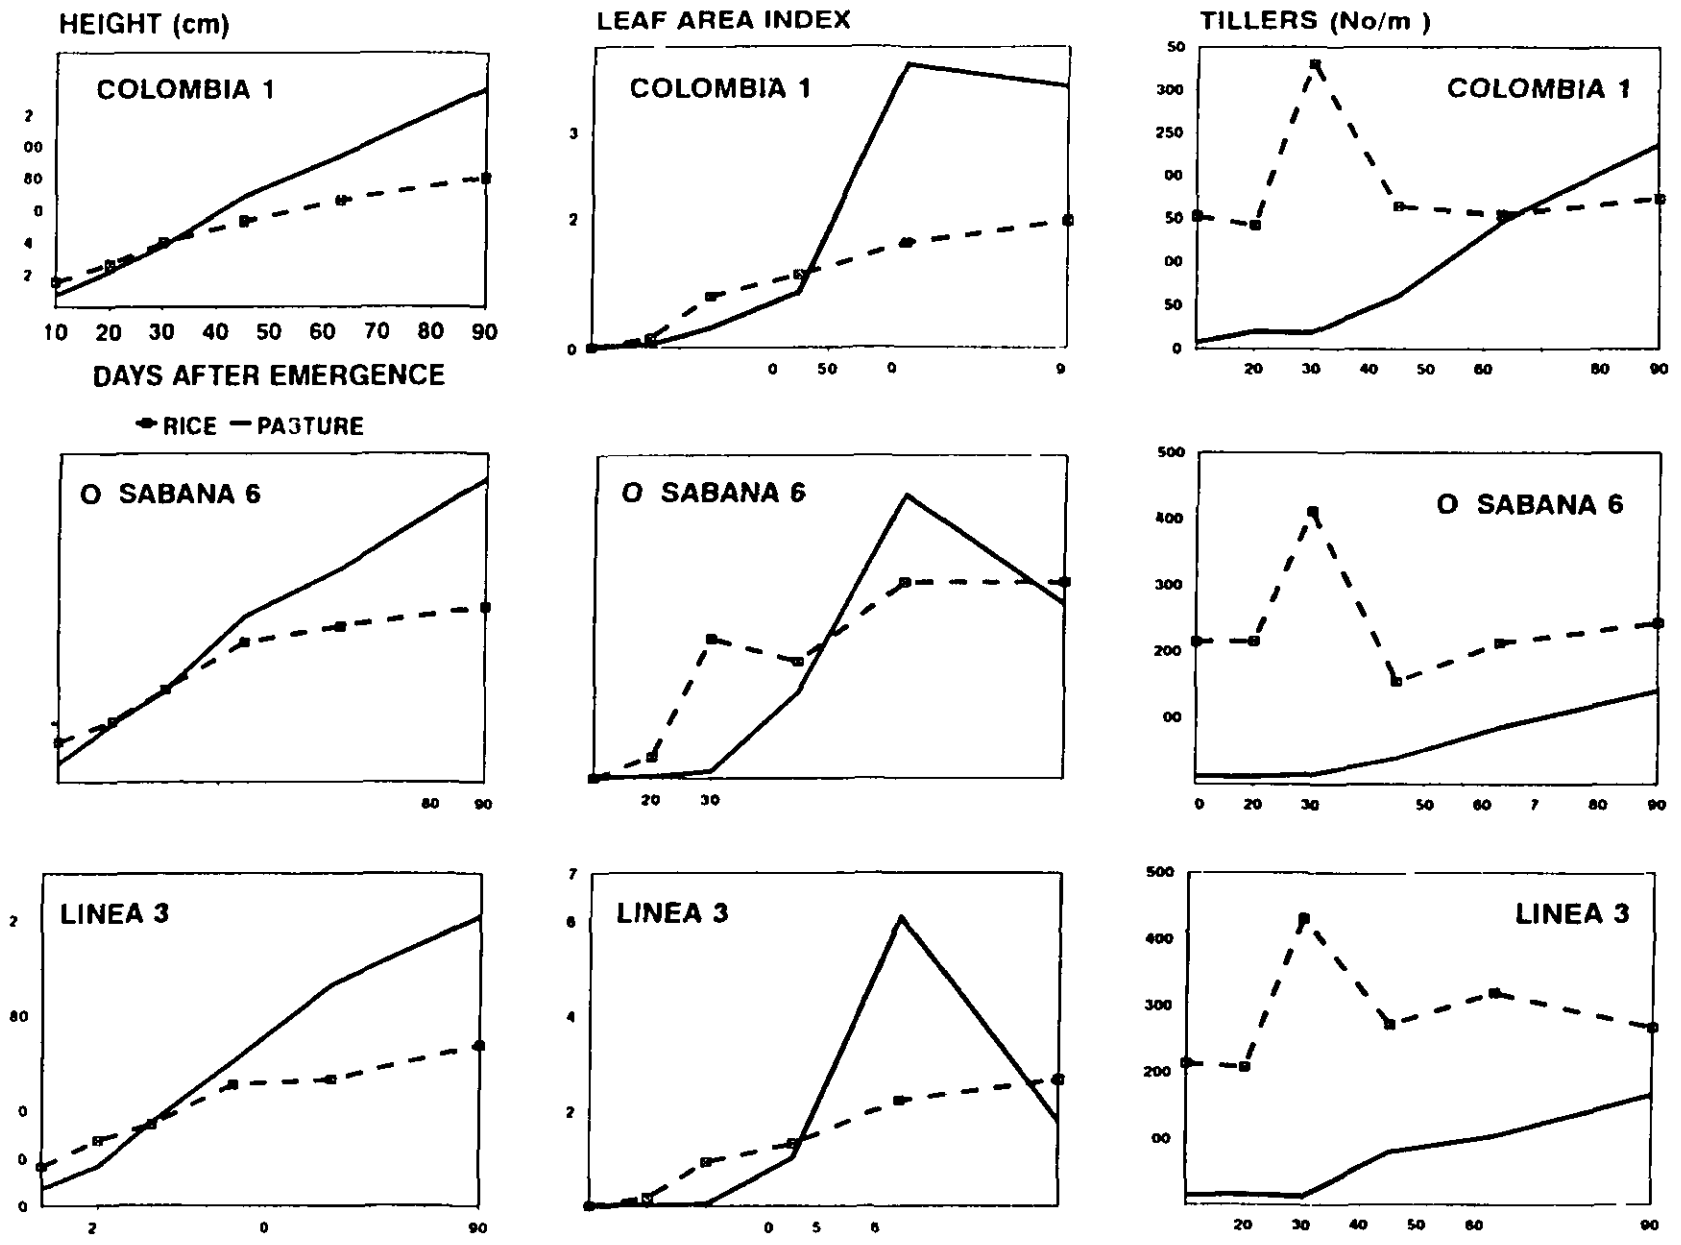 HEIGHT (cm)
COLOMBIA 1
2
00
80
0
4
2
10 20 30 40 50 60 70 80 90
DAYS AFTER EMERGENCE
RICE PASTURE
LEAF AREA INDEX
COLOMBIA 1
3
2
0
0 50 0 9
TILLERS (No/m )
COLOMBIA 1
50
300
250
00
50
00
50
0
20 30 40 50 80 90
O SABANA 6
80 90
O SABANA 6
20 30
O SABANA 6
500
400
300
200
00
0 20 30 50 60 7 80 90
LINEA 3
2
80
0
0
0
2 0 90
LINEA 3
7
6
4
2
0 5 6
LINEA 3
500
400
300
200
00
20 30 40 50 60 90